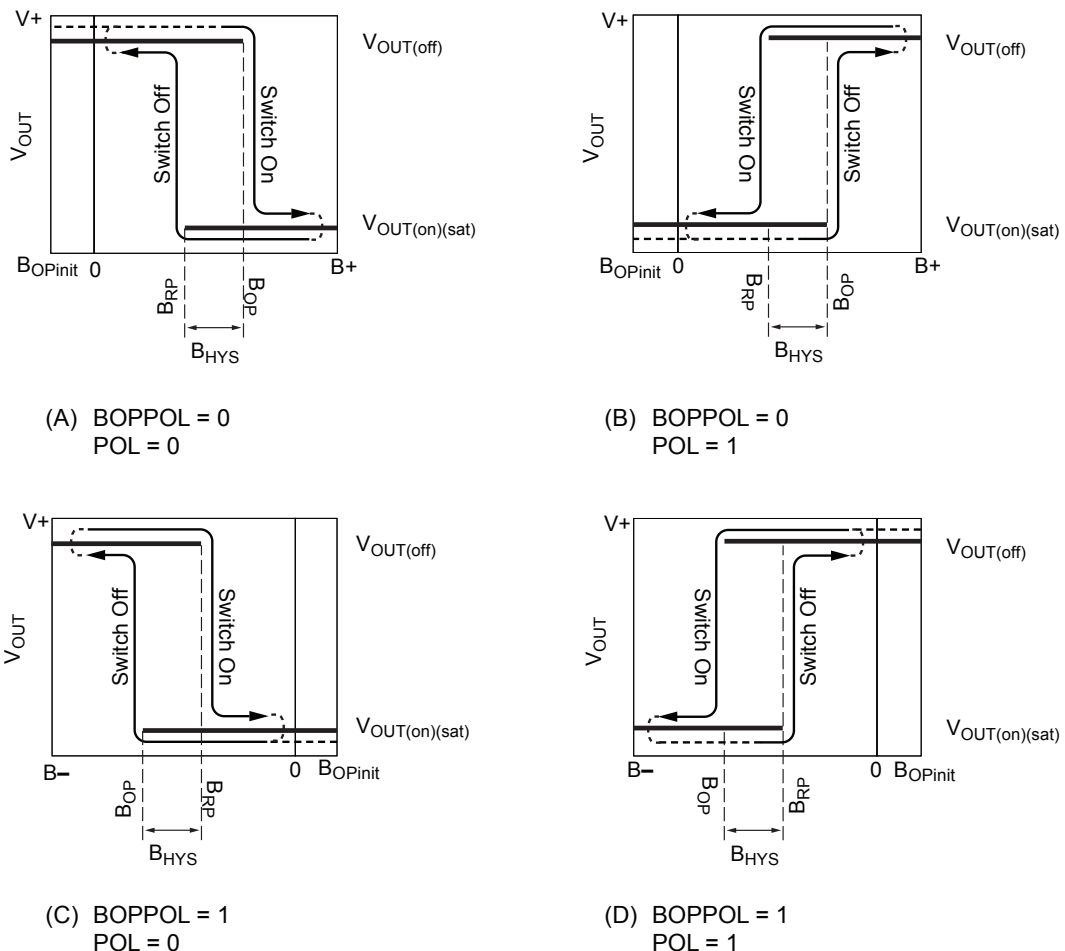 V+
V+
VOUT(off)
VOUT(off)
Switch Off
Switch On
Switch On
Switch Off
VOUT
VOUT
VOUT(on)(sat)
VOUT(on)(sat)
BOPinit 0 B+
BOPinit 0 B+
BRP
BOP
BRP
BOP
BHYS
BHYS
(A) BOPPOL = 0
POL = 0
(B) BOPPOL = 0
POL = 1
V+
V+
VOUT(off)
VOUT(off)
Switch Off
Switch On
Switch On
Switch Off
VOUT
VOUT
VOUT(on)(sat)
VOUT(on)(sat)
B– 0 BOPinit
B– 0 BOPinit
BOP
BRP
BOP
BRP
BHYS
BHYS
(C) BOPPOL = 1
POL = 0
(D) BOPPOL = 1
POL = 1